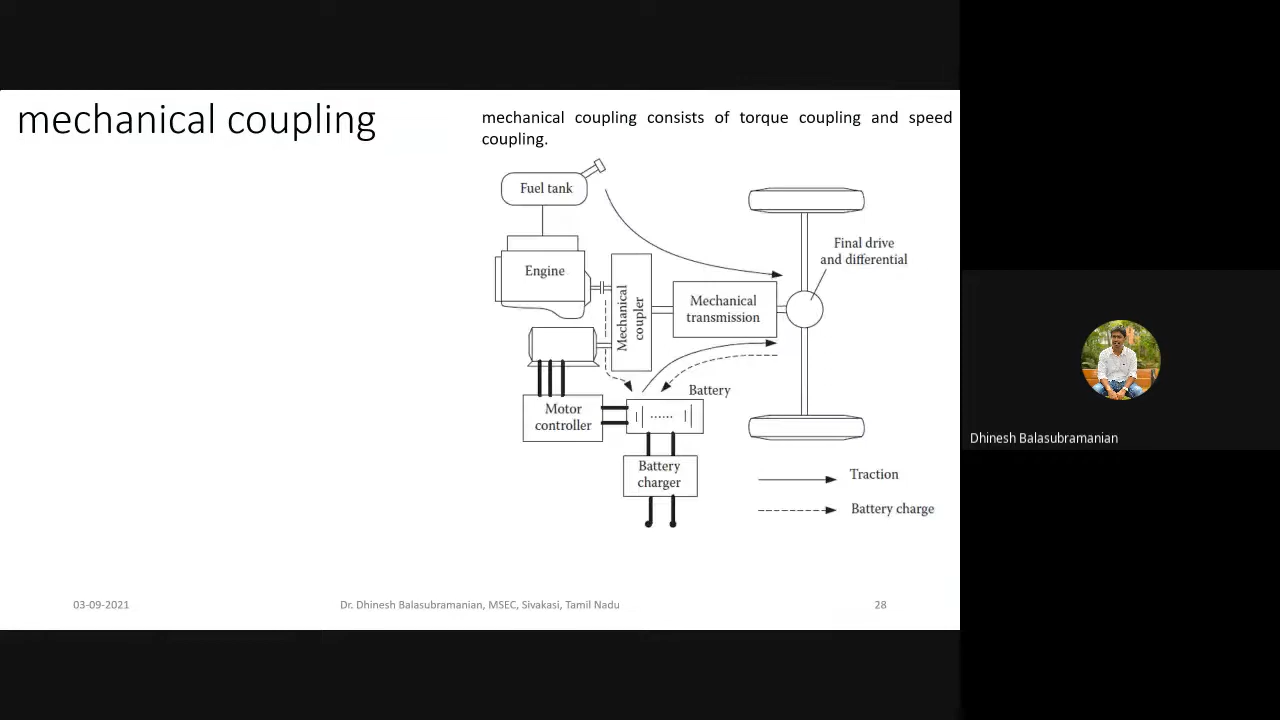 mechanical coupling
mechanical coupling consists of torque coupling and speed
coupling.
Fuel tank
Engine
Mechanical
coupler
Mechanical
transmission
Final drive
and differential
Motor
controller
Battery
Battery
charger
Traction
Battery charge
03-09-2021
Dr. Dhinesh Balasubramanian, MSEC, Sivakasi, Tamil Nadu
28
Dhinesh Balasubramanian